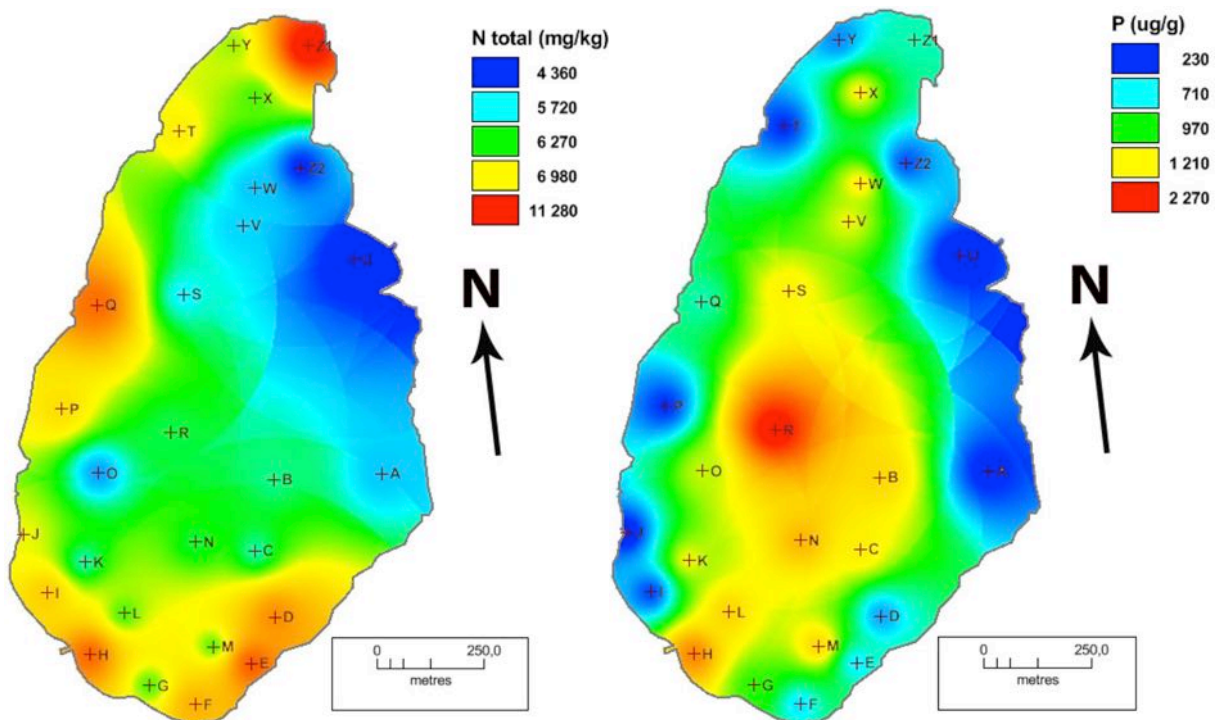 N total (mg/kg)
4 360
5 720
6 270
6 980
11 280
Y
Z1
X
T
Z2
W
V
S
Q
P
R
O
B
A
J
N
C
K
I
L
D
M
H
E
G
F
N
0
250,0
metres
P (ug/g)
230
710
970
1 210
2 270
Y
Z1
X
Z2
W
V
U
S
Q
P
R
O
B
A
J
N
C
K
I
L
D
M
H
E
G
F
N
0
250,0
metres